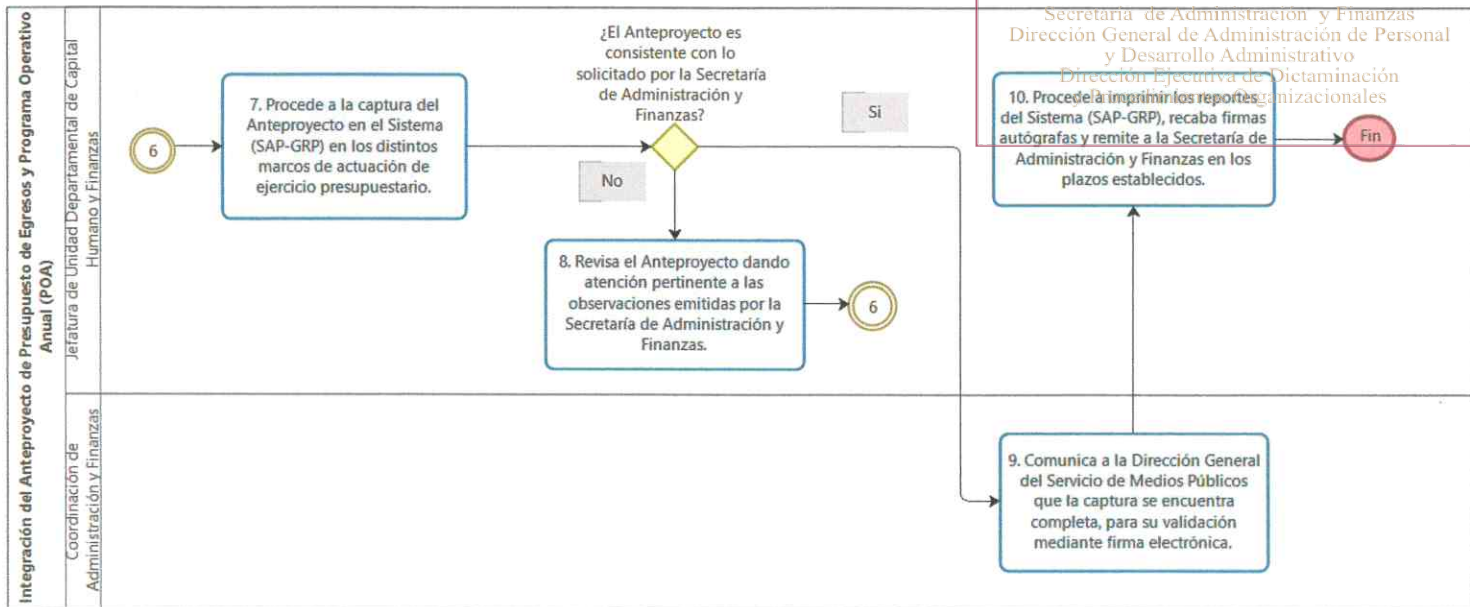 Integración del Anteproyecto de Presupuesto de Egresos y Programa Operativo
Anual (POA)
Jefatura de Unidad Departamental de Capital
Humano y Finanzas
6
7. Procede a la captura del
Anteproyecto en el Sistema
(SAP-GRP) en los distintos
marcos de actuación de
ejercicio presupuestario.
¿El Anteproyecto es
consistente con lo
solicitado por la Secretaría
de Administración y
Finanzas?
Si
No
8. Revisa el Anteproyecto dando
atención pertinente a las
observaciones emitidas por la
Secretaría de Administración y
Finanzas.
6
Secretaría de Administración y Finanzas
Dirección General de Administración de Personal
y Desarrollo Administrativo
Dirección Ejecutiva de Dictaminación
y Procedimientos Organizacionales
10. Procede a imprimir los reportes
del Sistema (SAP-GRP), recaba firmas
autógrafas y remite a la Secretaría de
Administración y Finanzas en los
plazos establecidos.
Fin
Coordinación de
Administración y Finanzas
9. Comunica a la Dirección General
del Servicio de Medios Públicos
que la captura se encuentra
completa, para su validación
mediante firma electrónica.